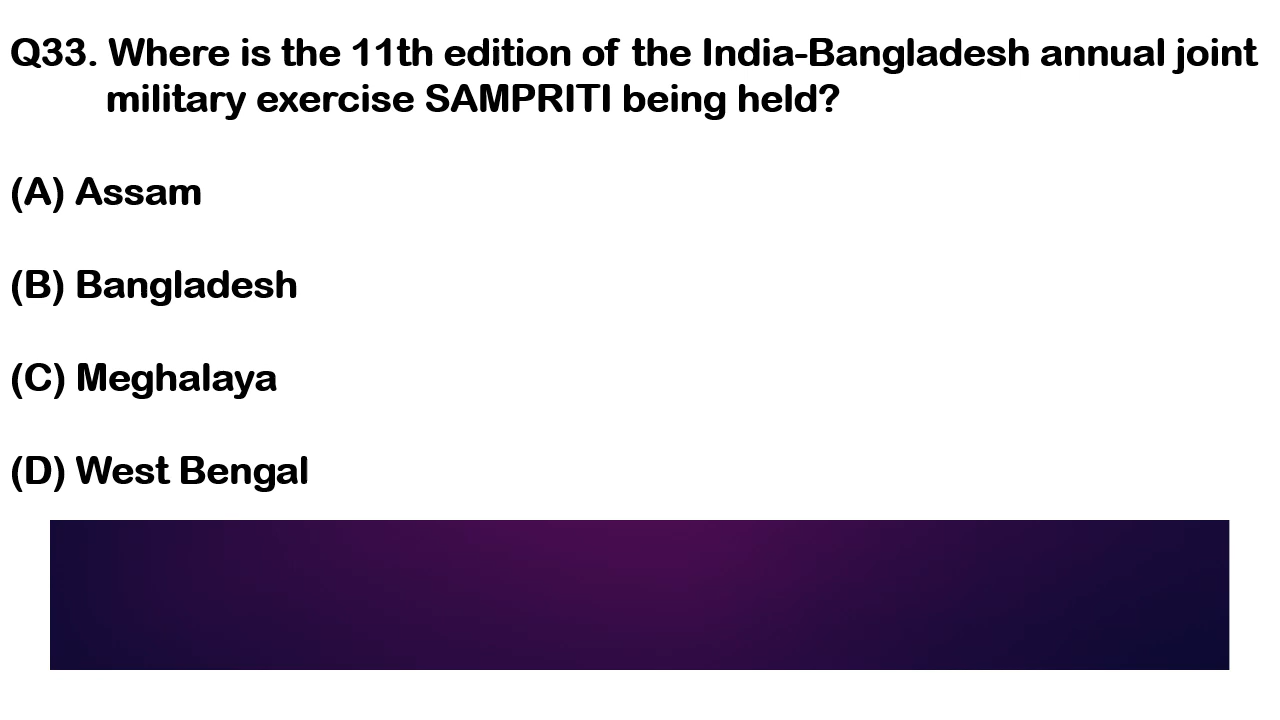 Q33. Where is the 11th edition of the India-Bangladesh annual joint
military exercise SAMPRITI being held?
(A) Assam
(B) Bangladesh
(C) Meghalaya
(D) West Bengal